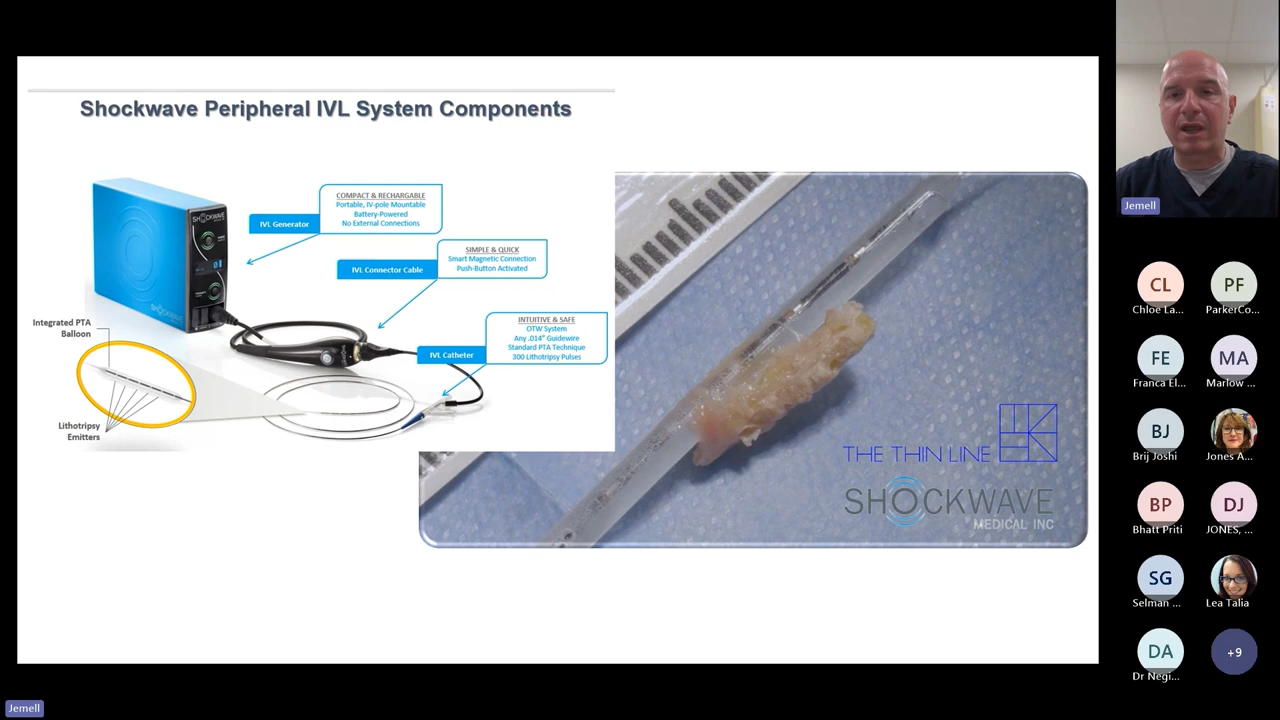 Shockwave Peripheral IVL System Components
COMPACT & RECHARGABLE
Portable, IV-pole Mountable
Battery-Powered
No External Connections
IVL Generator
SIMPLE & QUICK
Smart Magnetic Connection
Push-Button Activated
IVL Connector Cable
INTUITIVE & SAFE
OTW System
Any .014" Guidewire
Standard PTA Technique
300 Lithotripsy Pulses
IVL Catheter
Integrated PTA
Balloon
Lithotripsy
Emitters
SHOCKWAVE
SHOCKWAVE
THE THIN LINE
SHOCKWAVE
MEDICAL INC
Jemell
CL
Chloe La...
PF
ParkerCo...
FE
Franca El...
MA
Marlow ...
BJ
Brij Joshi
Jones A...
BP
Bhatt Priti
DJ
JONES, ...
SG
Selman ...
Lea Talia
DA
Dr Negi...
+9
Jemell